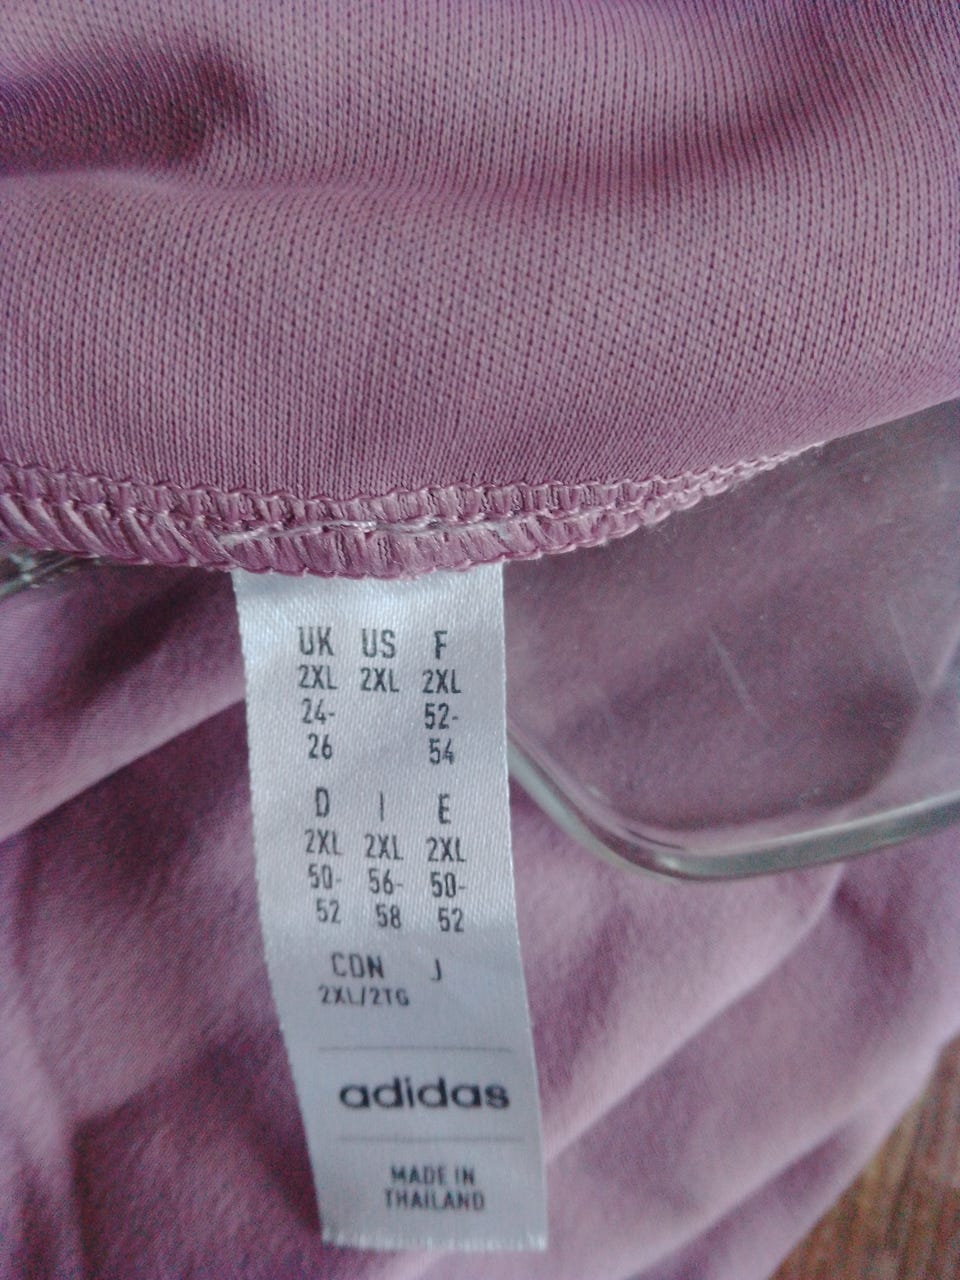 UK US F
2XL 2XL 2XL
24- 52-
26 54
D I E
2XL 2XL 2XL
50- 56- 50-
52 58 52
CDN J
2XL/2TG
adidas
MADE IN
THAILAND